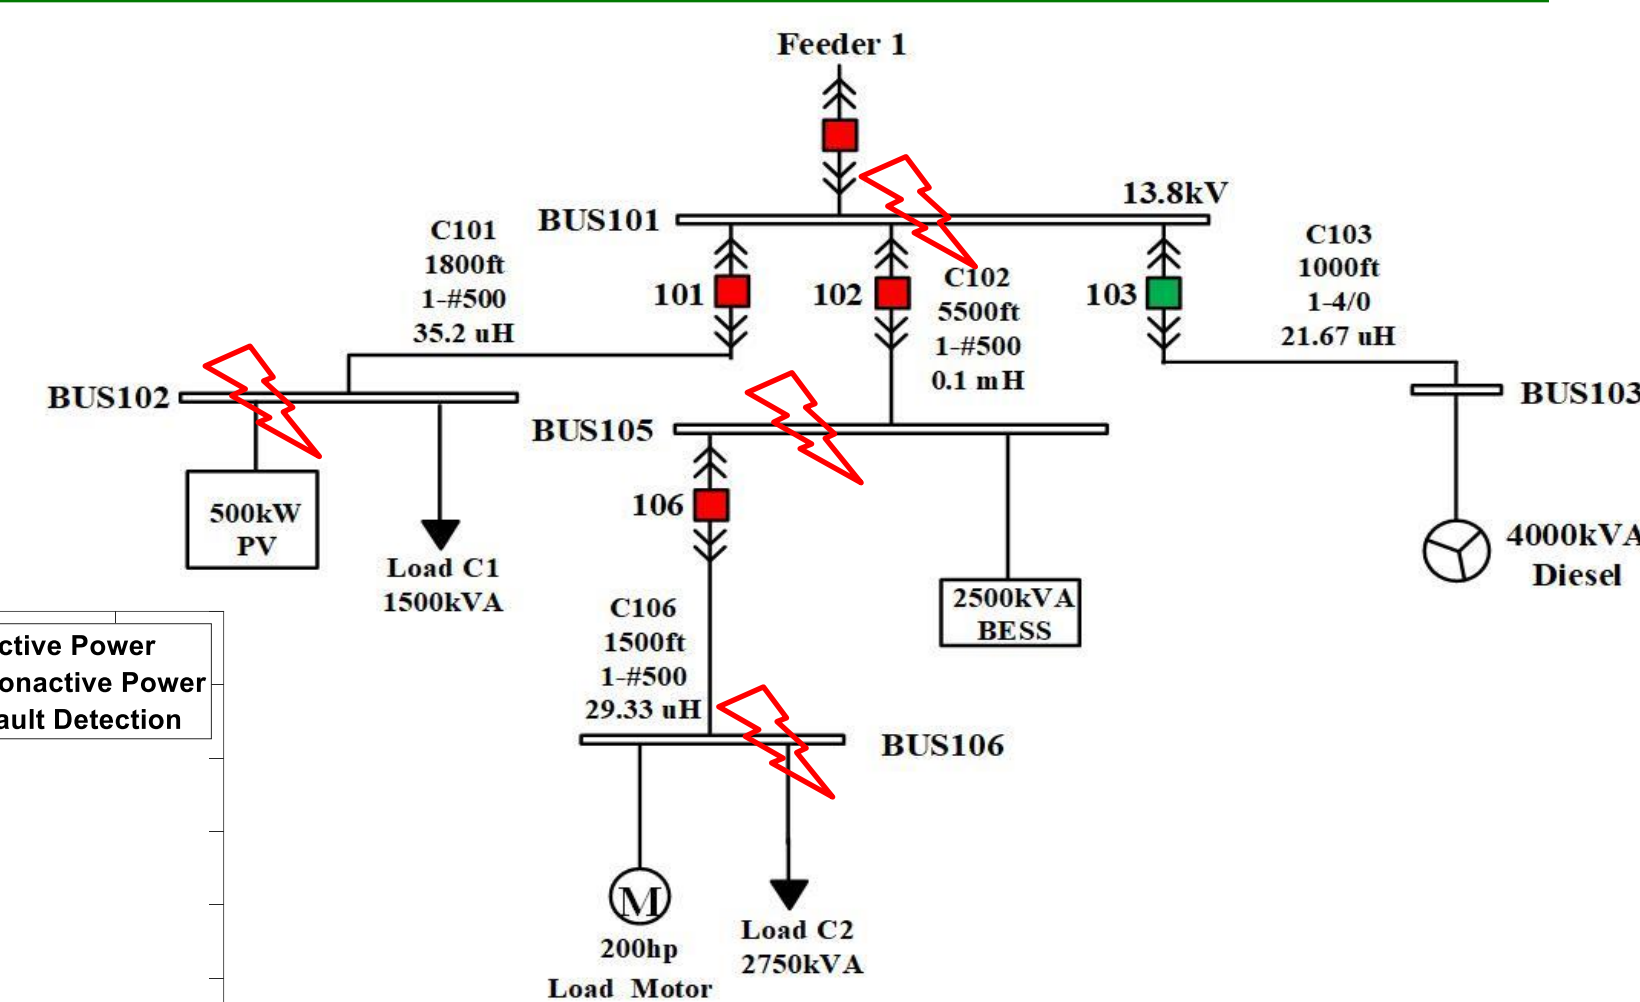 Feeder 1
13.8kV
BUS101
C101
1800ft
1-#500
35.2 uH
101
102
C102
5500ft
1-#500
0.1 mH
103
C103
1000ft
1-4/0
21.67 uH
BUS102
BUS105
BUS103
500kW
PV
Load C1
1500kVA
106
2500kVA
BESS
4000kVA
Diesel
C106
1500ft
1-#500
29.33 uH
ctive Power
onactive Power
ault Detection
BUS106
M
200hp
Load Motor
Load C2
2750kVA